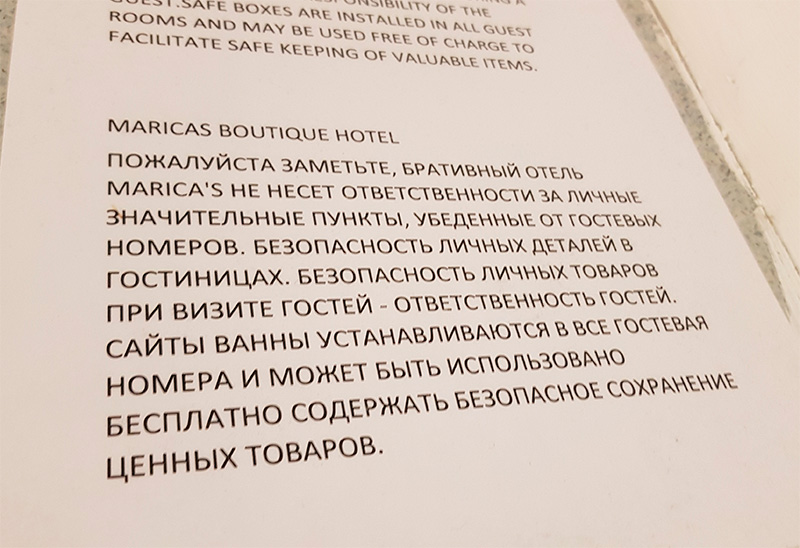 RESPONSIBILITY OF THE
GUEST.SAFE BOXES ARE INSTALLED IN ALL GUEST
ROOMS AND MAY BE USED FREE OF CHARGE TO
FACILITATE SAFE KEEPING OF VALUABLE ITEMS.
MARICAS BOUTIQUE HOTEL
ПОЖАЛУЙСТА ЗАМЕТЬТЕ, БРАТИВНЫЙ ОТЕЛЬ
MARICA'S НЕ НЕСЕТ ОТВЕТСТВЕННОСТИ ЗА ЛИЧНЫЕ
ЗНАЧИТЕЛЬНЫЕ ПУНКТЫ, УБЕДЕННЫЕ ОТ ГОСТЕВЫХ
НОМЕРОВ. БЕЗОПАСНОСТЬ ЛИЧНЫХ ДЕТАЛЕЙ В
ГОСТИНИЦАХ. БЕЗОПАСНОСТЬ ЛИЧНЫХ ТОВАРОВ
ПРИ ВИЗИТЕ ГОСТЕЙ - ОТВЕТСТВЕННОСТЬ ГОСТЕЙ.
САЙТЫ ВАННЫ УСТАНАВЛИВАЮТСЯ В ВСЕ ГОСТЕВАЯ
НОМЕРА И МОЖЕТ БЫТЬ ИСПОЛЬЗОВАНО
БЕСПЛАТНО СОДЕРЖАТЬ БЕЗОПАСНОЕ СОХРАНЕНИЕ
ЦЕННЫХ ТОВАРОВ.